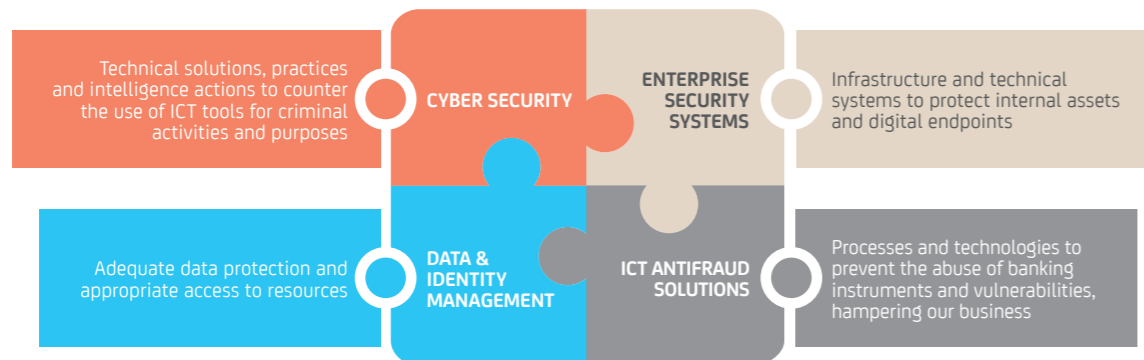 Technical solutions, practices
and intelligence actions to counter
the use of ICT tools for criminal
activities and purposes
CYBER SECURITY
ENTERPRISE
SECURITY
SYSTEMS
Infrastructure and technical
systems to protect internal assets
and digital endpoints
Adequate data protection and
appropriate access to resources
DATA &
IDENTITY
MANAGEMENT
ICT ANTIFRAUD
SOLUTIONS
Processes and technologies to
prevent the abuse of banking
instruments and vulnerabilities,
hampering our business